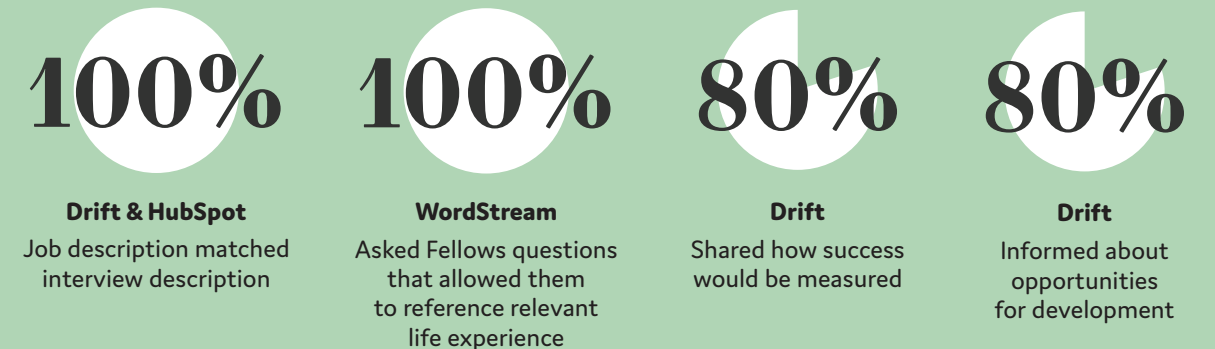 100%
Drift & HubSpot
Job description matched
interview description
100%
WordStream
Asked Fellows questions
that allowed them
to reference relevant
life experience
80%
Drift
Shared how success
would be measured
80%
Drift
Informed about
opportunities
for development